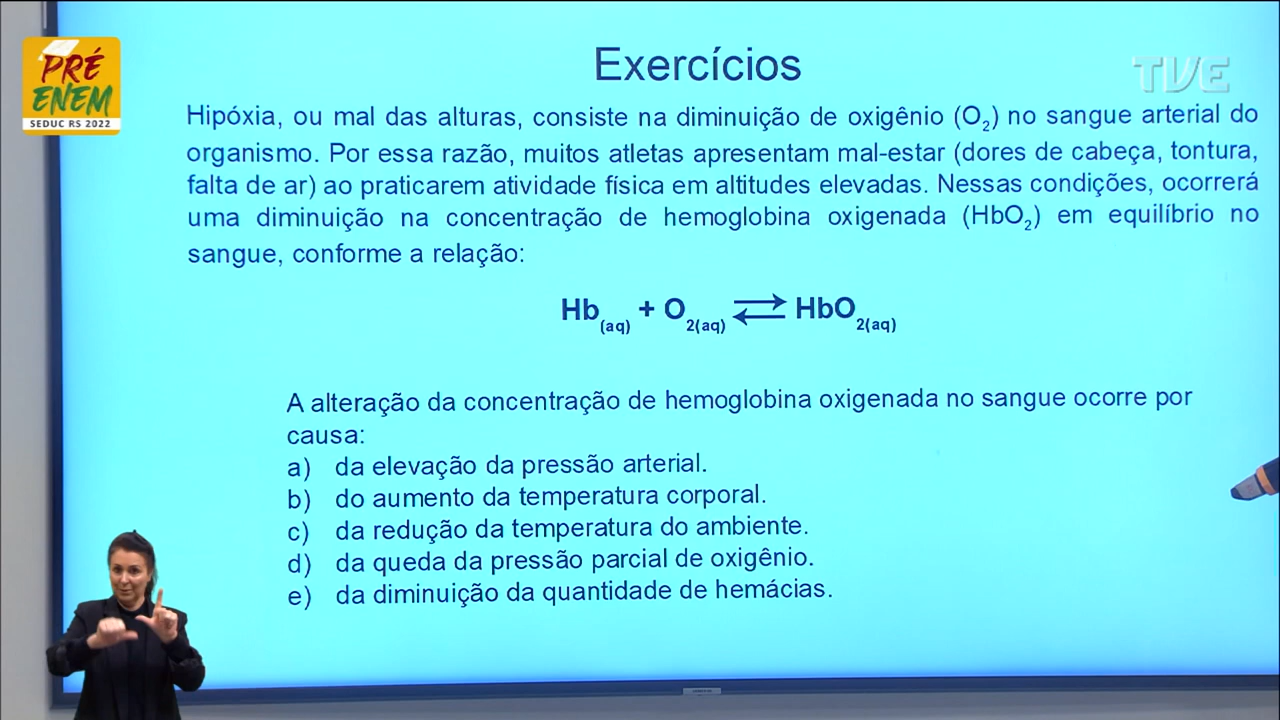 PRÉ
ENEM
SEDUC RS 2022
TVE
Exercícios
Hipóxia, ou mal das alturas, consiste na diminuição de oxigênio (O2) no sangue arterial do
organismo. Por essa razão, muitos atletas apresentam mal-estar (dores de cabeça, tontura,
falta de ar) ao praticarem atividade física em altitudes elevadas. Nessas condições, ocorrerá
uma diminuição na concentração de hemoglobina oxigenada (HbO2) em equilíbrio no
sangue, conforme a relação:
Hb(aq) + O2(aq) ⇌ HbO2(aq)
A alteração da concentração de hemoglobina oxigenada no sangue ocorre por
causa:
a) da elevação da pressão arterial.
b) do aumento da temperatura corporal.
c) da redução da temperatura do ambiente.
d) da queda da pressão parcial de oxigênio.
e) da diminuição da quantidade de hemácias.